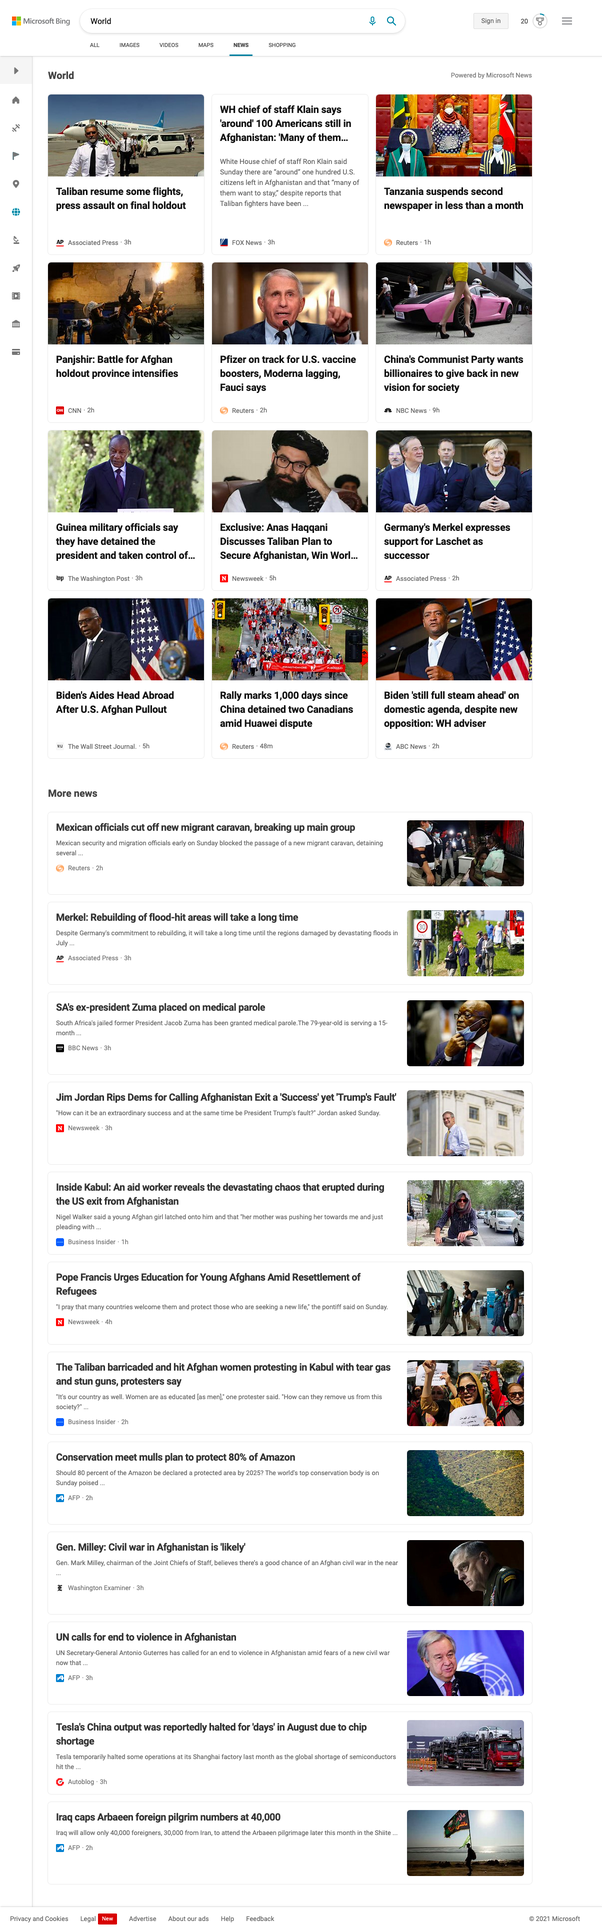 Microsoft Bing
World
Sign in
20
ALL IMAGES VIDEOS MAPS NEWS SHOPPING
World
Powered by Microsoft News
Taliban resume some flights,
press assault on final holdout
AP Associated Press · 3h
WH chief of staff Klain says
'around' 100 Americans still in
Afghanistan: 'Many of them...
White House chief of staff Ron Klain said
Sunday there are "around" one hundred U.S.
citizens left in Afghanistan and that "many of
them want to stay," despite reports that
Taliban fighters have been ...
FOX News · 3h
Tanzania suspends second
newspaper in less than a month
Reuters · 1h
Panjshir: Battle for Afghan
holdout province intensifies
CNN · 2h
Pfizer on track for U.S. vaccine
boosters, Moderna lagging,
Fauci says
Reuters · 2h
China's Communist Party wants
billionaires to give back in new
vision for society
NBC News · 9h
Guinea military officials say
they have detained the
president and taken control of...
wp The Washington Post · 3h
Exclusive: Anas Haqqani
Discusses Taliban Plan to
Secure Afghanistan, Win Worl...
N Newsweek · 5h
Germany's Merkel expresses
support for Laschet as
successor
AP Associated Press · 2h
Biden's Aides Head Abroad
After U.S. Afghan Pullout
WSJ The Wall Street Journal. · 5h
Rally marks 1,000 days since
China detained two Canadians
amid Huawei dispute
Reuters · 48m
Biden 'still full steam ahead' on
domestic agenda, despite new
opposition: WH adviser
ABC News · 2h
More news
Mexican officials cut off new migrant caravan, breaking up main group
Mexican security and migration officials early on Sunday blocked the passage of a new migrant caravan, detaining
several ...
Reuters · 2h
Merkel: Rebuilding of flood-hit areas will take a long time
Despite Germany's commitment to rebuilding, it will take a long time until the regions damaged by devastating floods in
July ...
AP Associated Press · 3h
SA's ex-president Zuma placed on medical parole
South Africa's jailed former President Jacob Zuma has been granted medical parole.The 79-year-old is serving a 15-
month ...
BBC News · 3h
Jim Jordan Rips Dems for Calling Afghanistan Exit a 'Success' yet 'Trump's Fault'
"How can it be an extraordinary success and at the same time be President Trump's fault?" Jordan asked Sunday.
N Newsweek · 3h
Inside Kabul: An aid worker reveals the devastating chaos that erupted during
the US exit from Afghanistan
Nigel Walker said a young Afghan girl latched onto him and that "her mother was pushing her towards me and just
pleading with ...
Business Insider · 1h
Pope Francis Urges Education for Young Afghans Amid Resettlement of
Refugees
"I pray that many countries welcome them and protect those who are seeking a new life," the pontiff said on Sunday.
N Newsweek · 4h
The Taliban barricaded and hit Afghan women protesting in Kabul with tear gas
and stun guns, protesters say
"It's our country as well. Women are as educated [as men]," one protester said. "How can they remove us from this
society?" ...
Business Insider · 2h
Conservation meet mulls plan to protect 80% of Amazon
Should 80 percent of the Amazon be declared a protected area by 2025? The world's top conservation body is on
Sunday poised ...
AFP · 2h
Gen. Milley: Civil war in Afghanistan is 'likely'
Gen. Mark Milley, chairman of the Joint Chiefs of Staff, believes there's a good chance of an Afghan civil war in the near
...
Washington Examiner · 3h
UN calls for end to violence in Afghanistan
UN Secretary-General Antonio Guterres has called for an end to violence in Afghanistan amid fears of a new civil war
now that ...
AFP · 3h
Tesla's China output was reportedly halted for 'days' in August due to chip
shortage
Tesla temporarily halted some operations at its Shanghai factory last month as the global shortage of semiconductors
hit the ...
Autoblog · 3h
Iraq caps Arbaeen foreign pilgrim numbers at 40,000
Iraq will allow only 40,000 foreigners, 30,000 from Iran, to attend the Arbaeen pilgrimage later this month in the Shiite ...
AFP · 2h
Privacy and Cookies Legal New Advertise About our ads Help Feedback © 2021 Microsoft